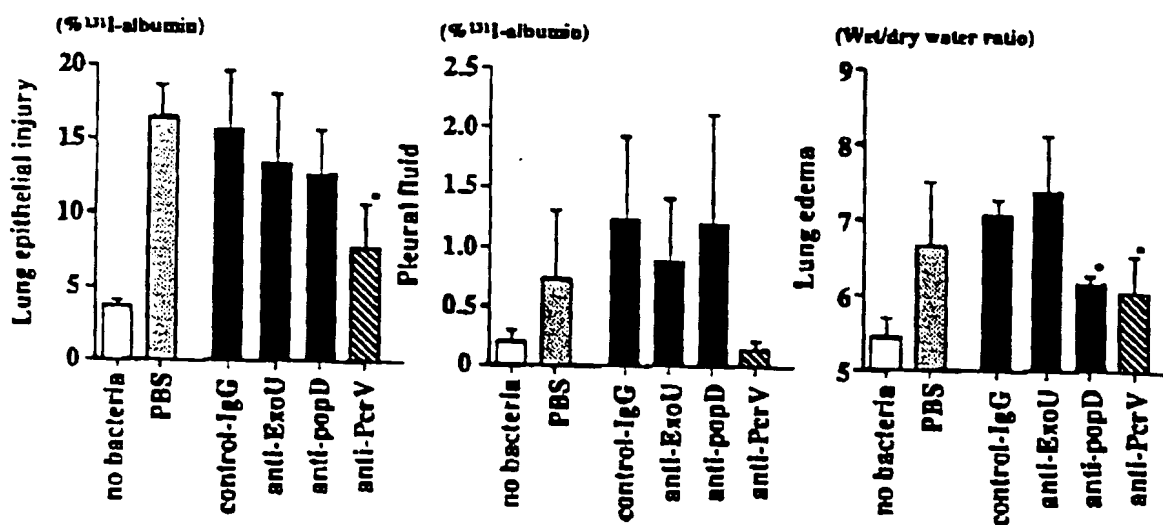 (% ¹³¹I-albumin)
Lung epithelial injury
20
15
10
5
0
no bacteria
PBS
control-IgG
anti-ExoU
anti-popD
anti-PcrV
(% ¹³¹I-albumin)
Pleural fluid
2.5
2.0
1.5
1.0
0.5
0
no bacteria
PBS
control-IgG
anti-ExoU
anti-popD
anti-PcrV
(Wet/dry water ratio)
Lung edema
9
8
7
6
5
no bacteria
PBS
control-IgG
anti-ExoU
anti-popD
anti-PcrV